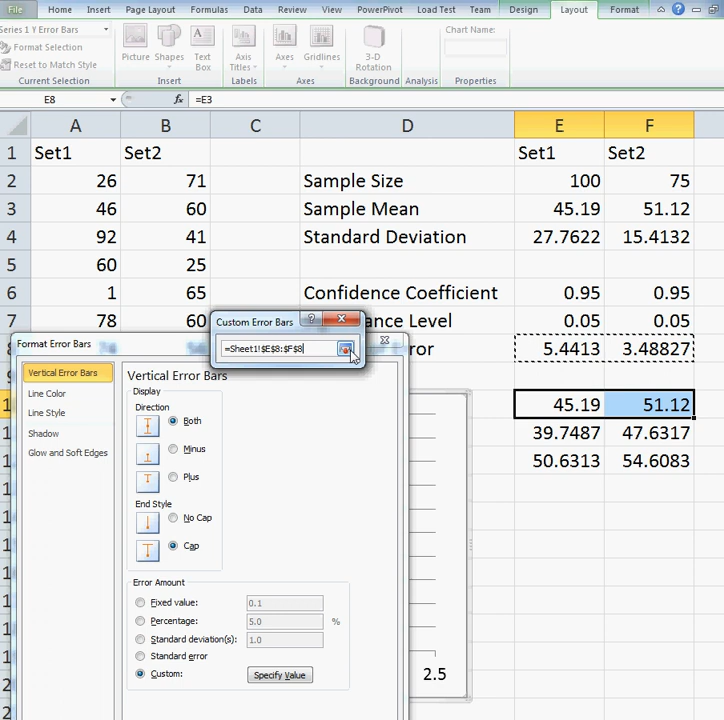 File Home Insert Page Layout Formulas Data Review View PowerPivot Load Test Team Design Layout Format
Series 1 Y Error Bars
Format Selection
Reset to Match Style
Current Selection
Picture Shapes Text Box
Insert
Axis Titles
Labels
Axes Gridlines
Axes
3-D Rotation
Background
Analysis
Chart Name:
Properties
E8 fx =E3
A B C D E F
1 Set1 Set2 Set1 Set2
2 26 71 Sample Size 100 75
3 46 60 Sample Mean 45.19 51.12
4 92 41 Standard Deviation 27.7622 15.4132
5 60 25
6 1 65 Confidence Coefficient 0.95 0.95
7 78 60 ance Level 0.05 0.05
ror 5.4413 3.48827
45.19 51.12
39.7487 47.6317
50.6313 54.6083
Custom Error Bars
=Sheet1!$E$8:$F$8
Format Error Bars
Vertical Error Bars
Line Color
Line Style
Shadow
Glow and Soft Edges
Vertical Error Bars
Display
Direction
Both
Minus
Plus
End Style
No Cap
Cap
Error Amount
Fixed value: 0.1
Percentage: 5.0 %
Standard deviation(s): 1.0
Standard error
Custom: Specify Value
2.5